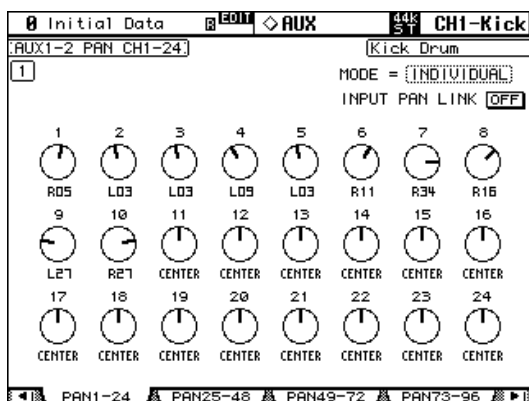 0 Initial Data EDIT AUX 44K ST CH1-Kick
AUX1-2 PAN CH1-24 Kick Drum
1 MODE = INDIVIDUAL
INPUT PAN LINK OFF
1 2 3 4 5 6 7 8
R05 L03 L03 L09 L03 R11 R34 R16
9 10 11 12 13 14 15 16
L27 R27 CENTER CENTER CENTER CENTER CENTER CENTER
17 18 19 20 21 22 23 24
CENTER CENTER CENTER CENTER CENTER CENTER CENTER CENTER
PAN1-24 PAN25-48 PAN49-72 PAN73-96